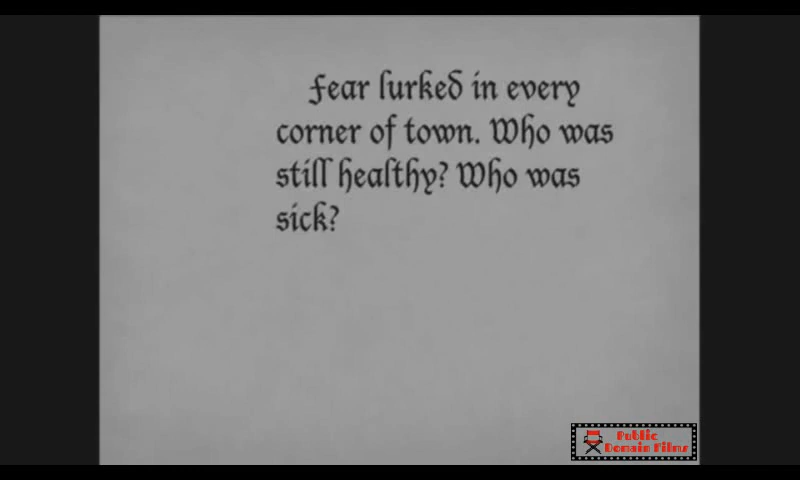 Fear lurked in every
corner of town. Who was
still healthy? Who was
sick?
Public
Domain Films